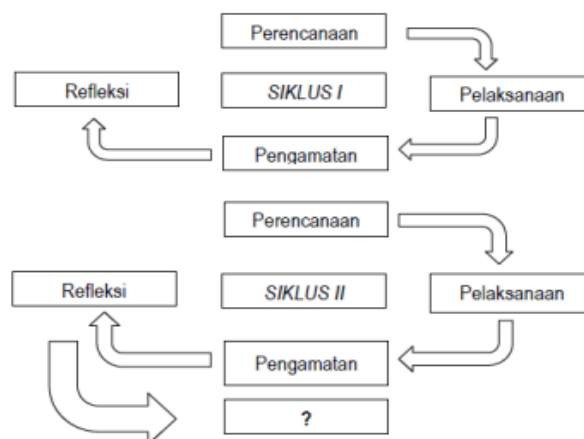 Perencanaan
Refleksi
SIKLUS I
Pelaksanaan
Pengamatan
Perencanaan
Refleksi
SIKLUS II
Pelaksanaan
Pengamatan
?